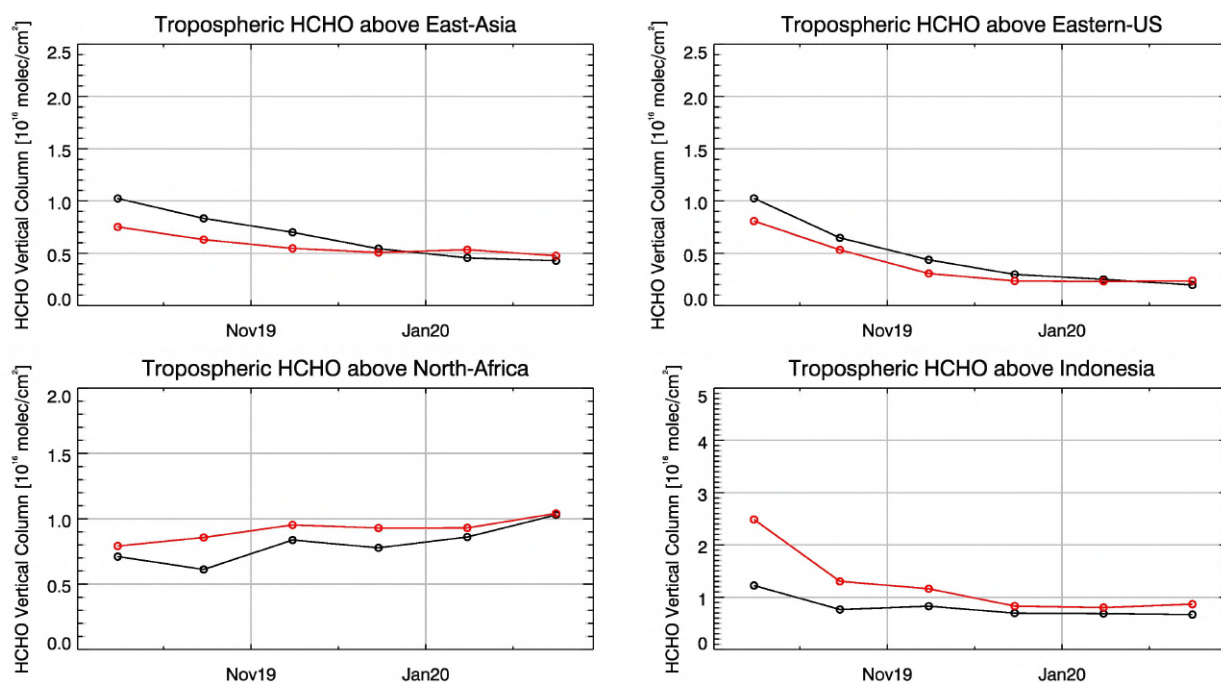 Tropospheric HCHO above East-Asia
HCHO Vertical Column [10¹⁶ molec/cm²]
2.5
2.0
1.5
1.0
0.5
0.0
Nov19
Jan20
Tropospheric HCHO above Eastern-US
HCHO Vertical Column [10¹⁶ molec/cm²]
2.5
2.0
1.5
1.0
0.5
0.0
Nov19
Jan20
Tropospheric HCHO above North-Africa
HCHO Vertical Column [10¹⁶ molec/cm²]
2.0
1.5
1.0
0.5
0.0
Nov19
Jan20
Tropospheric HCHO above Indonesia
HCHO Vertical Column [10¹⁶ molec/cm²]
5
4
3
2
1
0
Nov19
Jan20